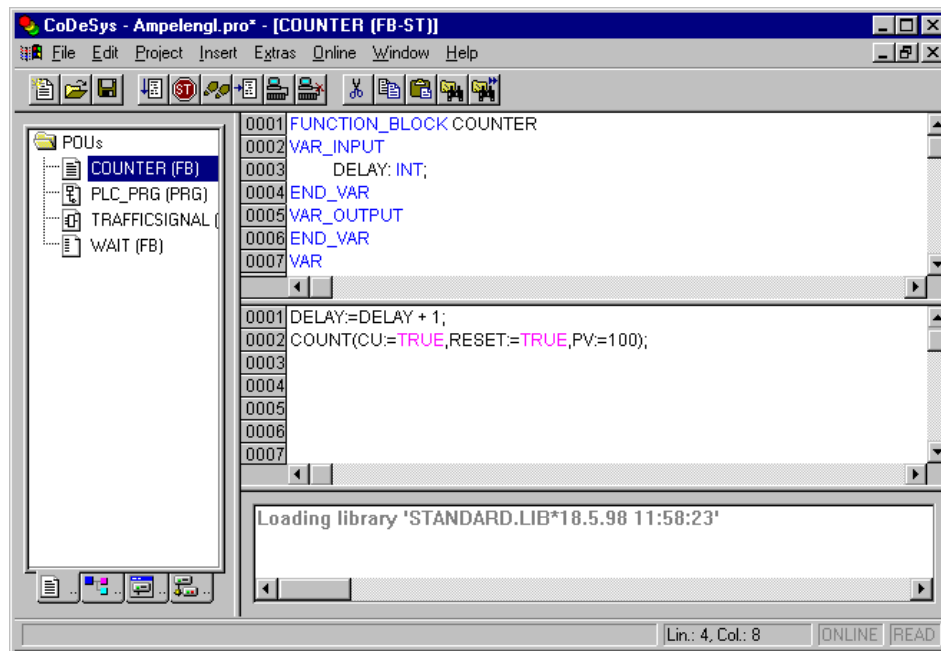 CoDeSys - Ampelengl.pro* - [COUNTER (FB-ST)]
File Edit Project Insert Extras Online Window Help
POUs
COUNTER (FB)
PLC_PRG (PRG)
TRAFFICSIGNAL (
WAIT (FB)
0001 FUNCTION_BLOCK COUNTER
0002 VAR_INPUT
0003 DELAY: INT;
0004 END_VAR
0005 VAR_OUTPUT
0006 END_VAR
0007 VAR
0001 DELAY:=DELAY + 1;
0002 COUNT(CU:=TRUE,RESET:=TRUE,PV:=100);
0003
0004
0005
0006
0007
Loading library 'STANDARD.LIB*18.5.98 11:58:23'
Lin.: 4, Col.: 8 ONLINE READ